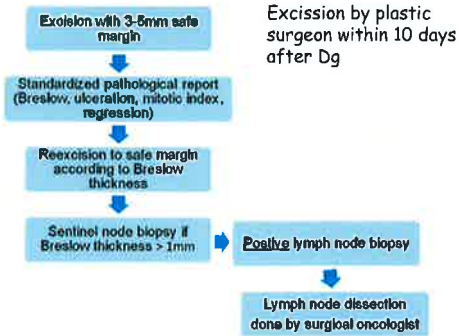 Excision with 3-5mm safe
margin
Excission by plastic
surgeon within 10 days
after Dg
Standardized pathological report
(Breslow, ulceration, mitotic index,
regression)
Reexcision to safe margin
according to Breslow
thickness
Sentinel node biopsy if
Breslow thickness > 1mm
Postive lymph node biopsy
Lymph node dissection
done by surgical oncologist